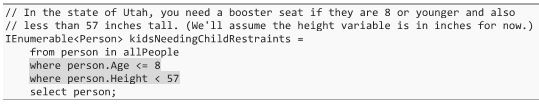 // In the state of Utah, you need a booster seat if they are 8 or younger and also
// less than 57 inches tall. (We'll assume the height variable is in inches for now.)
IEnumerable<Person> kidsNeedingChildRestraints =
    from person in allPeople
    where person.Age <= 8
    where person.Height < 57
    select person;